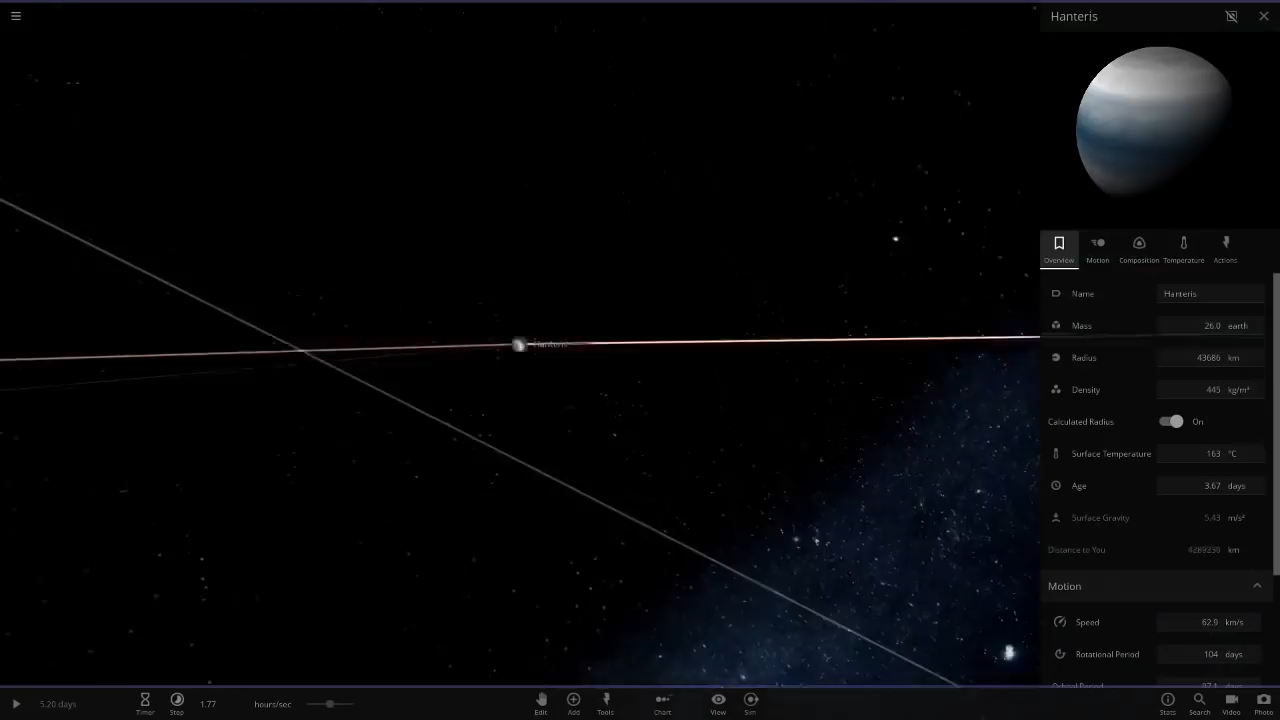 Hanteris
Hanteris
Overview Motion Composition Temperature Actions
Name Hanteris
Mass 26.0 earth
Radius 43686 km
Density 445 kg/m³
Calculated Radius On
Surface Temperature 163 °C
Age 3.67 days
Surface Gravity 5.43 m/s²
Distance to You 4289236 km
Motion
Speed 62.9 km/s
Rotational Period 104 days
5.20 days
Timer Step 1.77 hours/sec
Edit Add Tools Chart View Sim
Stats Search Video Photo